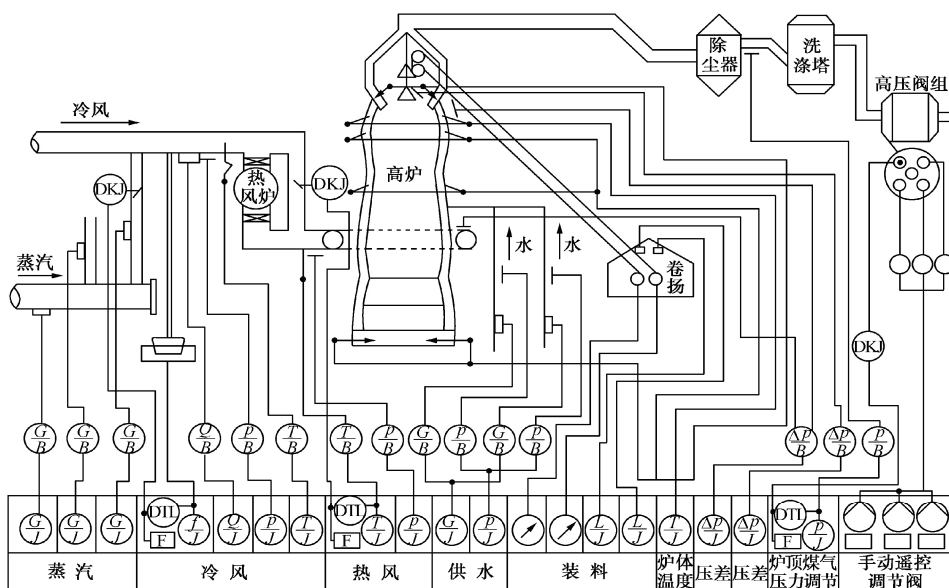 除
尘器
洗
涤
塔
高压阀组
冷风
DKJ
热
风炉
DKJ
高炉
水
水
蒸汽
卷
扬
DKJ
G/B
G/B
G/B
Q/B
p/B
T/B
T/B
p/B
G/B
p/B
G/B
p/B
Δp/B
Δp/B
p/B
DTL
DTL
DTL
F
F
F
G/J
G/J
G/J
f/J
Q/J
p/J
T/J
T/J
p/J
G/J
p/J
L/J
L/J
T/J
Δp/J
Δp/J
p/J
蒸汽
冷风
热风
供水
装料
炉体
温度
压差
压差
炉顶煤气
压力调节
手动遥控
调节阀